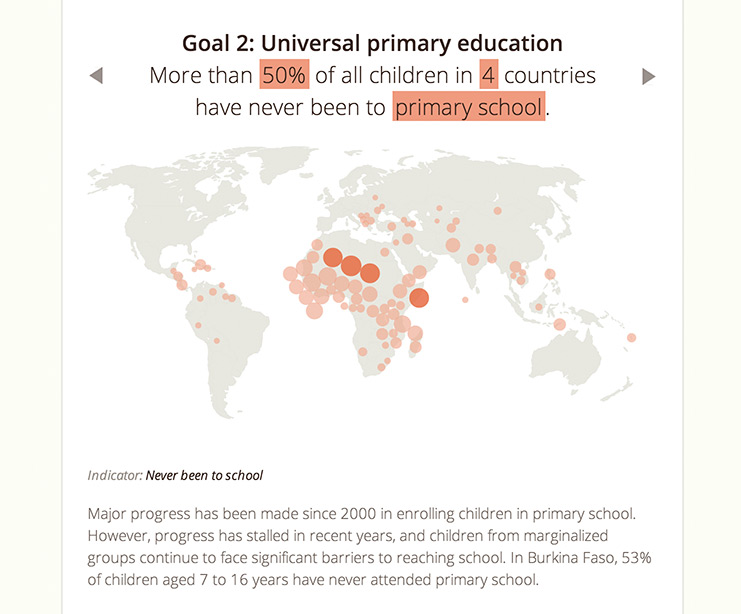 Goal 2: Universal primary education
More than 50% of all children in 4 countries
have never been to primary school.
Indicator: Never been to school
Major progress has been made since 2000 in enrolling children in primary school.
However, progress has stalled in recent years, and children from marginalized
groups continue to face significant barriers to reaching school. In Burkina Faso, 53%
of children aged 7 to 16 years have never attended primary school.